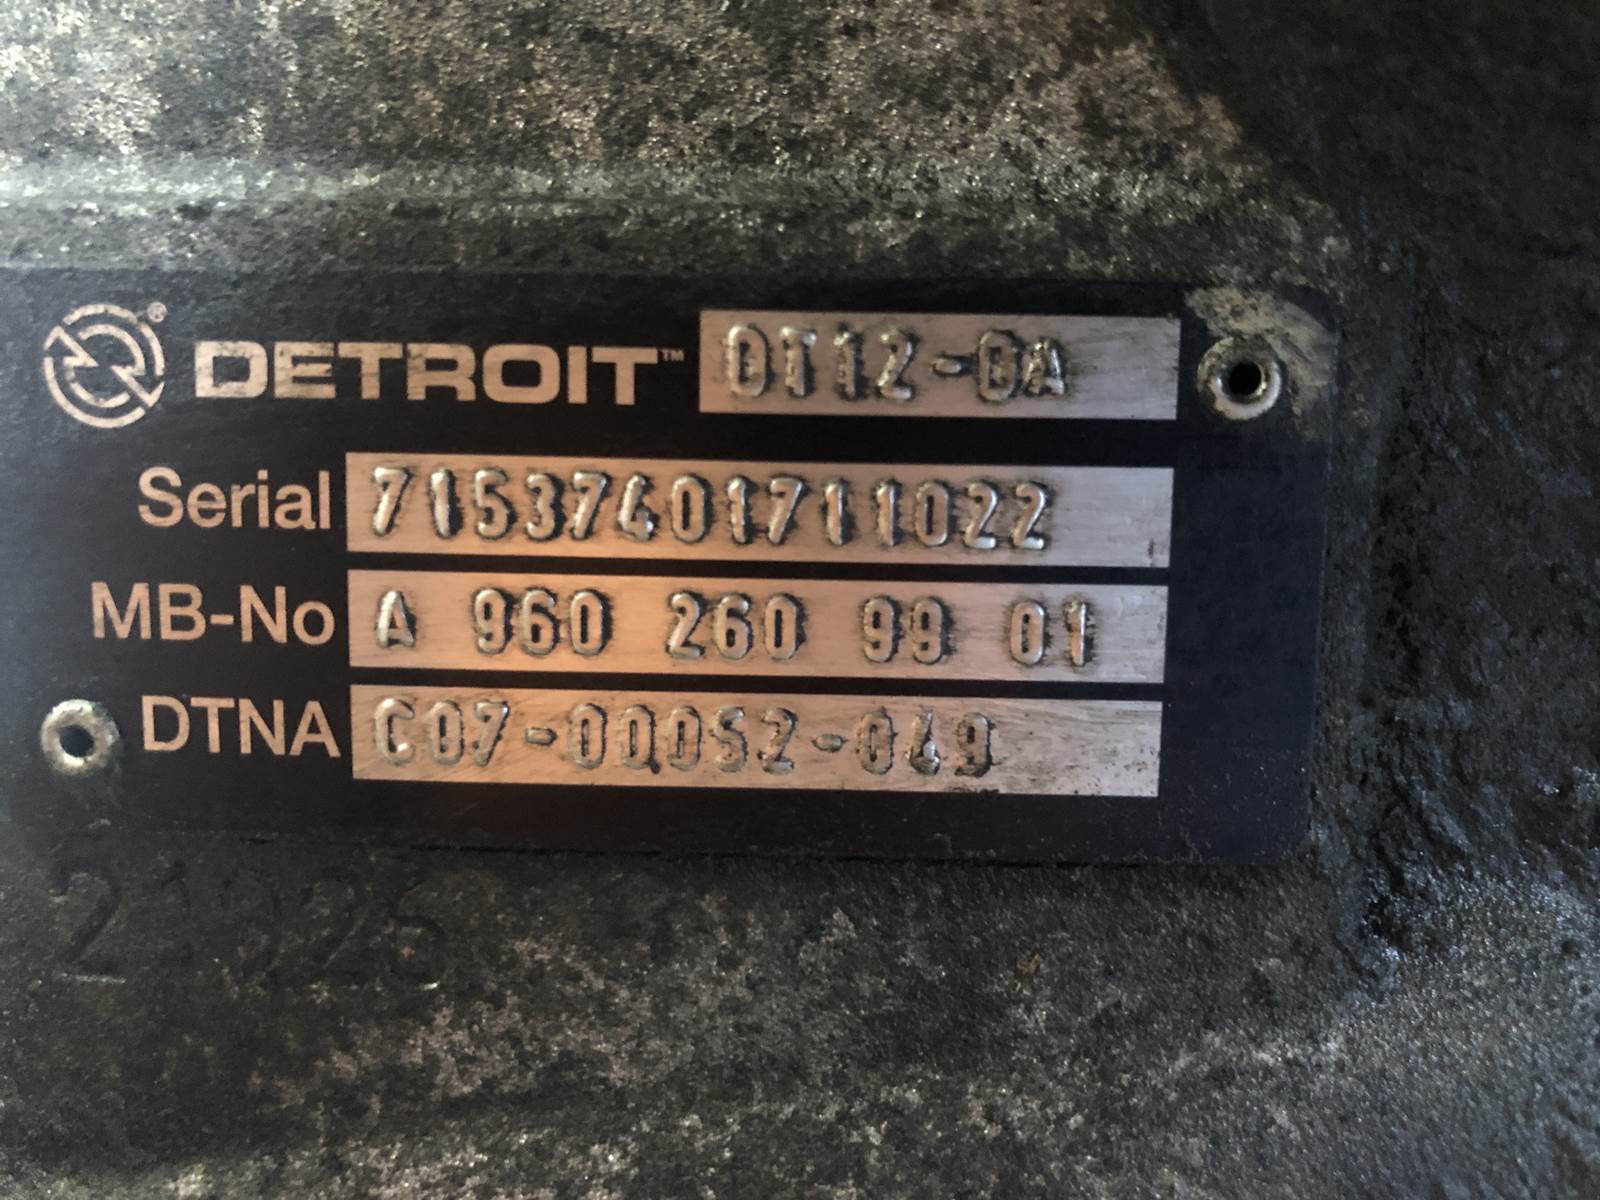 DETROIT™ DT12-DA
Serial 71537401711022
MB-No A 960 260 99 01
DTNA C07-00052-049